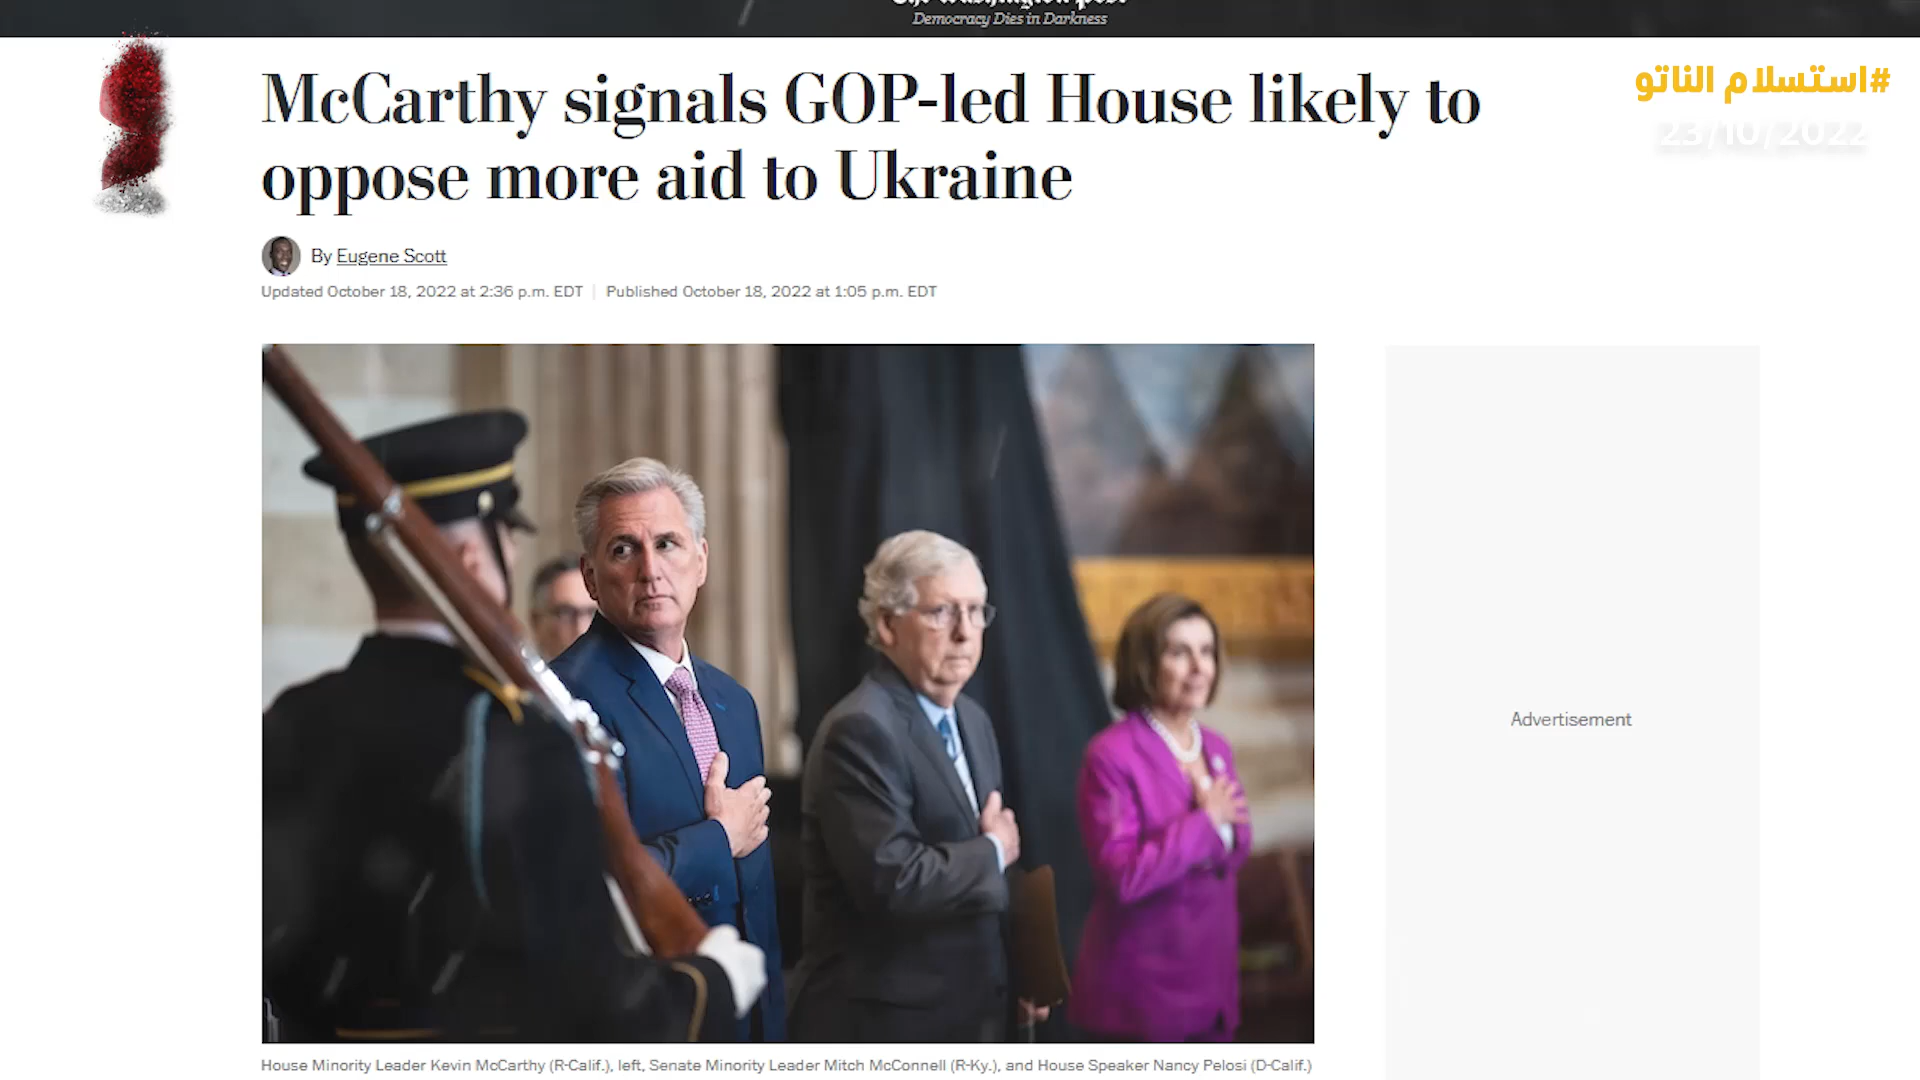 The Washington Post
Democracy Dies in Darkness
#استسلام الناتو
23/10/2022
McCarthy signals GOP-led House likely to
oppose more aid to Ukraine
By Eugene Scott
Updated October 18, 2022 at 2:36 p.m. EDT | Published October 18, 2022 at 1:05 p.m. EDT
Advertisement
House Minority Leader Kevin McCarthy (R-Calif.), left, Senate Minority Leader Mitch McConnell (R-Ky.), and House Speaker Nancy Pelosi (D-Calif.)